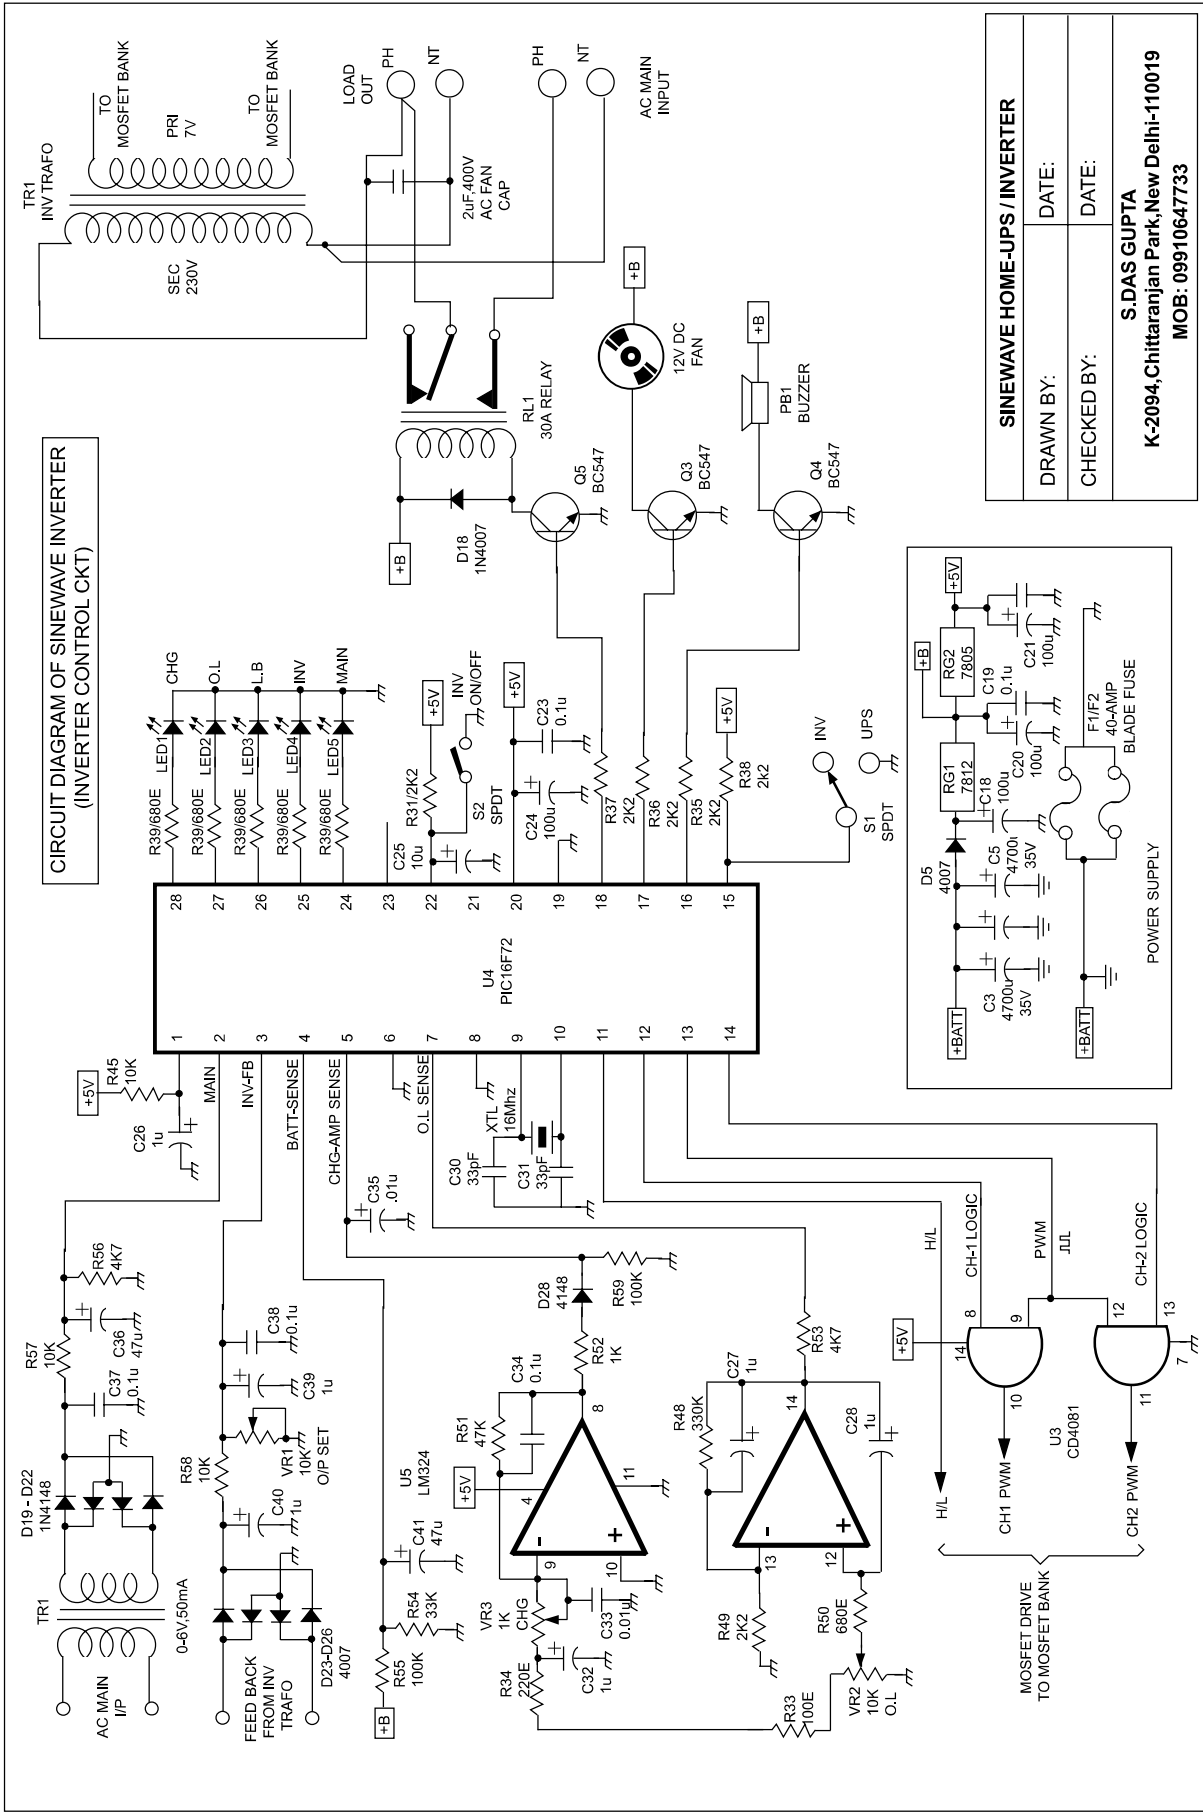 CIRCUIT DIAGRAM OF SINEWAVE INVERTER
(INVERTER CONTROL CKT)
TR1
INV TRAFO
TO
MOSFET BANK
PRI
7V
TO
MOSFET BANK
SEC
230V
LOAD
OUT
PH
NT
PH
NT
AC MAIN
INPUT
2uF,400V
AC FAN
CAP
RL1
30A RELAY
+B
D18
1N4007
Q5
BC547
+B
12V DC
FAN
Q3
BC547
+B
PB1
BUZZER
Q4
BC547
CHG
O.L
L.B
INV
MAIN
LED1
LED2
LED3
LED4
LED5
R39/680E
R39/680E
R39/680E
R39/680E
R39/680E
+5V
R31/2K2
INV
ON/OFF
S2
SPDT
C25
10u
+5V
C23
0.1u
C24
100u
R37
2K2
R36
2K2
R35
2K2
R38
2k2
+5V
INV
UPS
S1
SPDT
28
27
26
25
24
23
22
21
20
19
18
17
16
15
U4
PIC16F72
1
2
3
4
5
6
7
8
9
10
11
12
13
14
+5V
R45
10K
C26
1u
MAIN
INV-FB
BATT-SENSE
CHG-AMP SENSE
O.L SENSE
XTL
16Mhz
C30
33pF
C31
33pF
C35
.01u
TR1
AC MAIN
I/P
0-6V,50mA
D19 - D22
1N4148
C37
0.1u
R57
10K
C36
47u
R56
4K7
FEED BACK
FROM INV
TRAFO
D23-D26
4007
C40
1u
R58
10K
VR1
10K
O/P SET
C39
1u
C38
0.1u
+B
R55
100K
R54
33K
C41
47u
U5
LM324
+5V
4
R51
47K
C34
0.1u
8
9
10
11
-
+
R52
1K
D28
4148
R59
100K
VR3
1K
CHG
C33
0.01u
R34
220E
C32
1u
R33
100E
VR2
10K
O.L
R50
680E
R49
2K2
R48
330K
C27
1u
C28
1u
13
12
14
-
+
R53
4K7
H/L
CH-1 LOGIC
PWM
CH-2 LOGIC
+5V
14
8
9
10
12
13
11
7
U3
CD4081
H/L
CH1 PWM
CH2 PWM
MOSFET DRIVE
TO MOSFET BANK
+BATT
C3
4700u
35V
C5
4700u
35V
D5
4007
C18
100u
RG1
7812
+B
C20
100u
C19
0.1u
RG2
7805
+5V
C21
100u
F1/F2
40-AMP
BLADE FUSE
+BATT
POWER SUPPLY
SINEWAVE HOME-UPS / INVERTER
DRAWN BY:
DATE:
CHECKED BY:
DATE:
S.DAS GUPTA
K-2094,Chittaranjan Park,New Delhi-110019
MOB: 09910647733